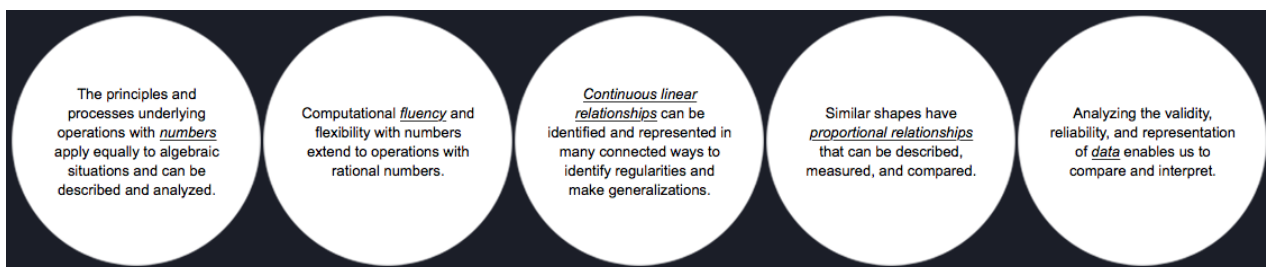 The principles and
processes underlying
operations with numbers
apply equally to algebraic
situations and can be
described and analyzed.
Computational fluency and
flexibility with numbers
extend to operations with
rational numbers.
Continuous linear
relationships can be
identified and represented in
many connected ways to
identify regularities and
make generalizations.
Similar shapes have
proportional relationships
that can be described,
measured, and compared.
Analyzing the validity,
reliability, and representation
of data enables us to
compare and interpret.